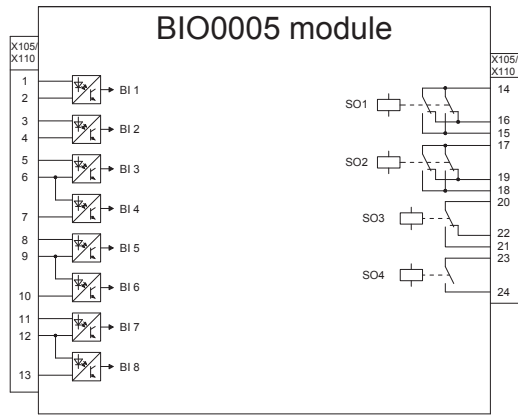 BIO0005 module
X105/
X110
1
2
BI 1
3
4
BI 2
5
6
BI 3
7
BI 4
8
9
BI 5
10
BI 6
11
12
BI 7
13
BI 8
X105/
X110
14
SO1
16
15
17
SO2
19
18
20
SO3
22
21
23
SO4
24